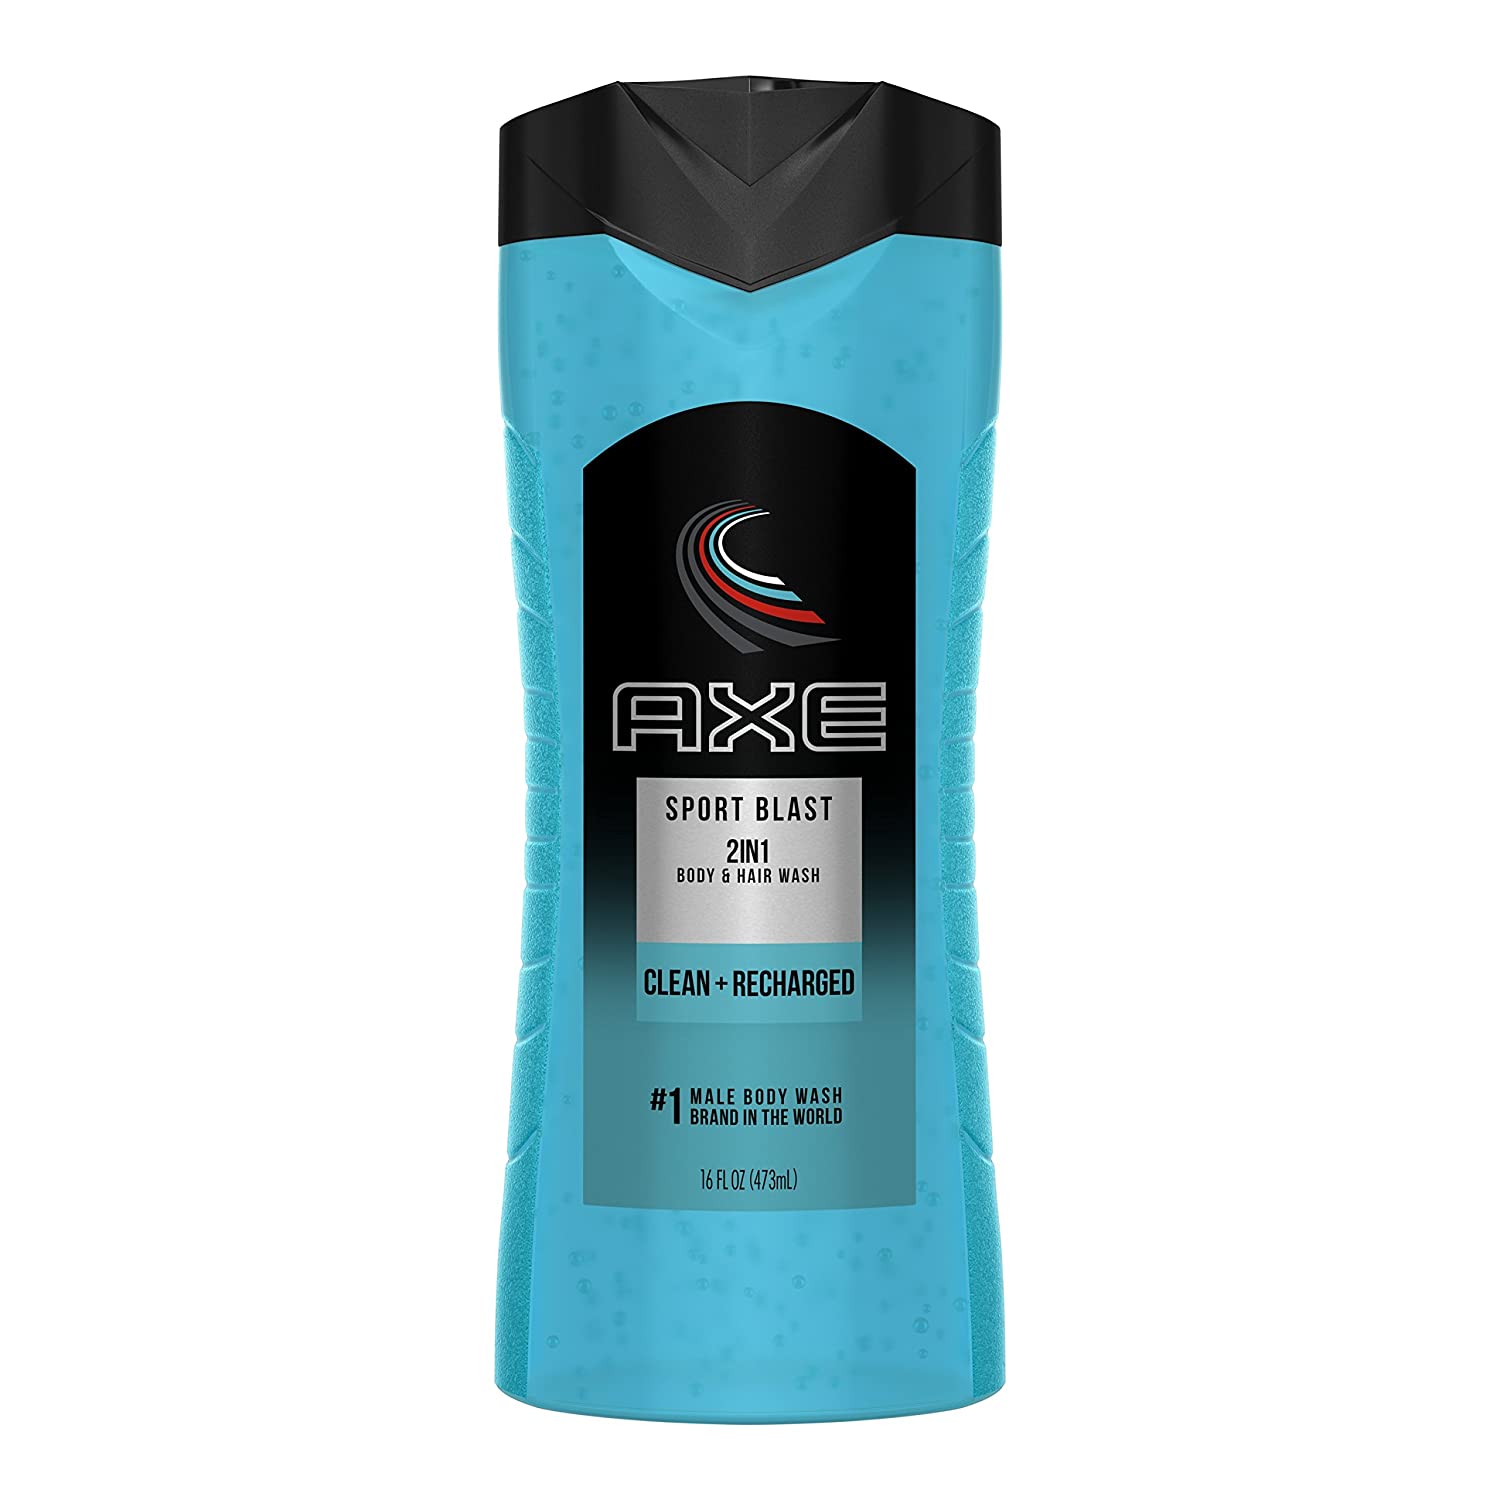 AXE
SPORT BLAST
2IN1
BODY & HAIR WASH
CLEAN + RECHARGED
#1 MALE BODY WASH
BRAND IN THE WORLD
16 FL OZ (473mL)